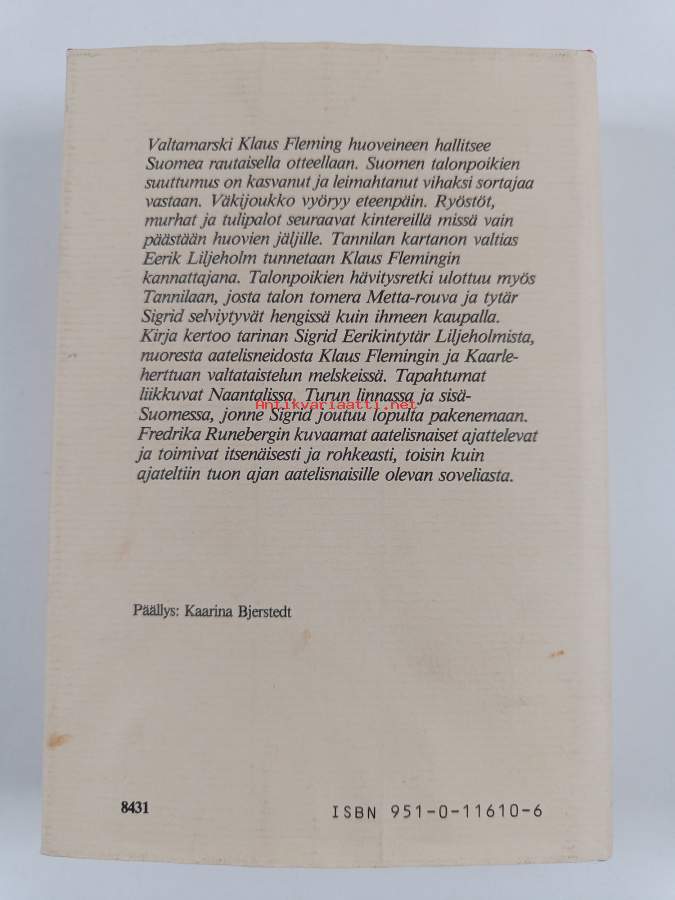 Valtamarski Klaus Fleming huoveineen hallitsee
Suomea rautaisella otteellaan. Suomen talonpoikien
suuttumus on kasvanut ja leimahtanut vihaksi sortajaa
vastaan. Väkijoukko vyöryy eteenpäin. Ryöstöt,
murhat ja tulipalot seuraavat kintereillä missä vain
päästään huovien jäljille. Tannilan kartanon valtias
Eerik Liljeholm tunnetaan Klaus Flemingin
kannattajana. Talonpoikien hävitysretki ulottuu myös
Tannilaan, josta talon tomera Metta-rouva ja tytär
Sigrid selviytyvät hengissä kuin ihmeen kaupalla.
Kirja kertoo tarinan Sigrid Eerikintytär Liljeholmista,
nuoresta aatelisneidosta Klaus Flemingin ja Kaarle-
herttuan valtataistelun melskeissä. Tapahtumat
liikkuvat Naantalissa, Turun linnassa ja sisä-
Antikvariaatti.net
Suomessa, jonne Sigrid joutuu lopulta pakenemaan.
Fredrika Runebergin kuvaamat aatelisnaiset ajattelevat
ja toimivat itsenäisesti ja rohkeasti, toisin kuin
ajateltiin tuon ajan aatelisnaisille olevan soveliasta.
Päällys: Kaarina Bjerstedt
8431
ISBN 951-0-11610-6